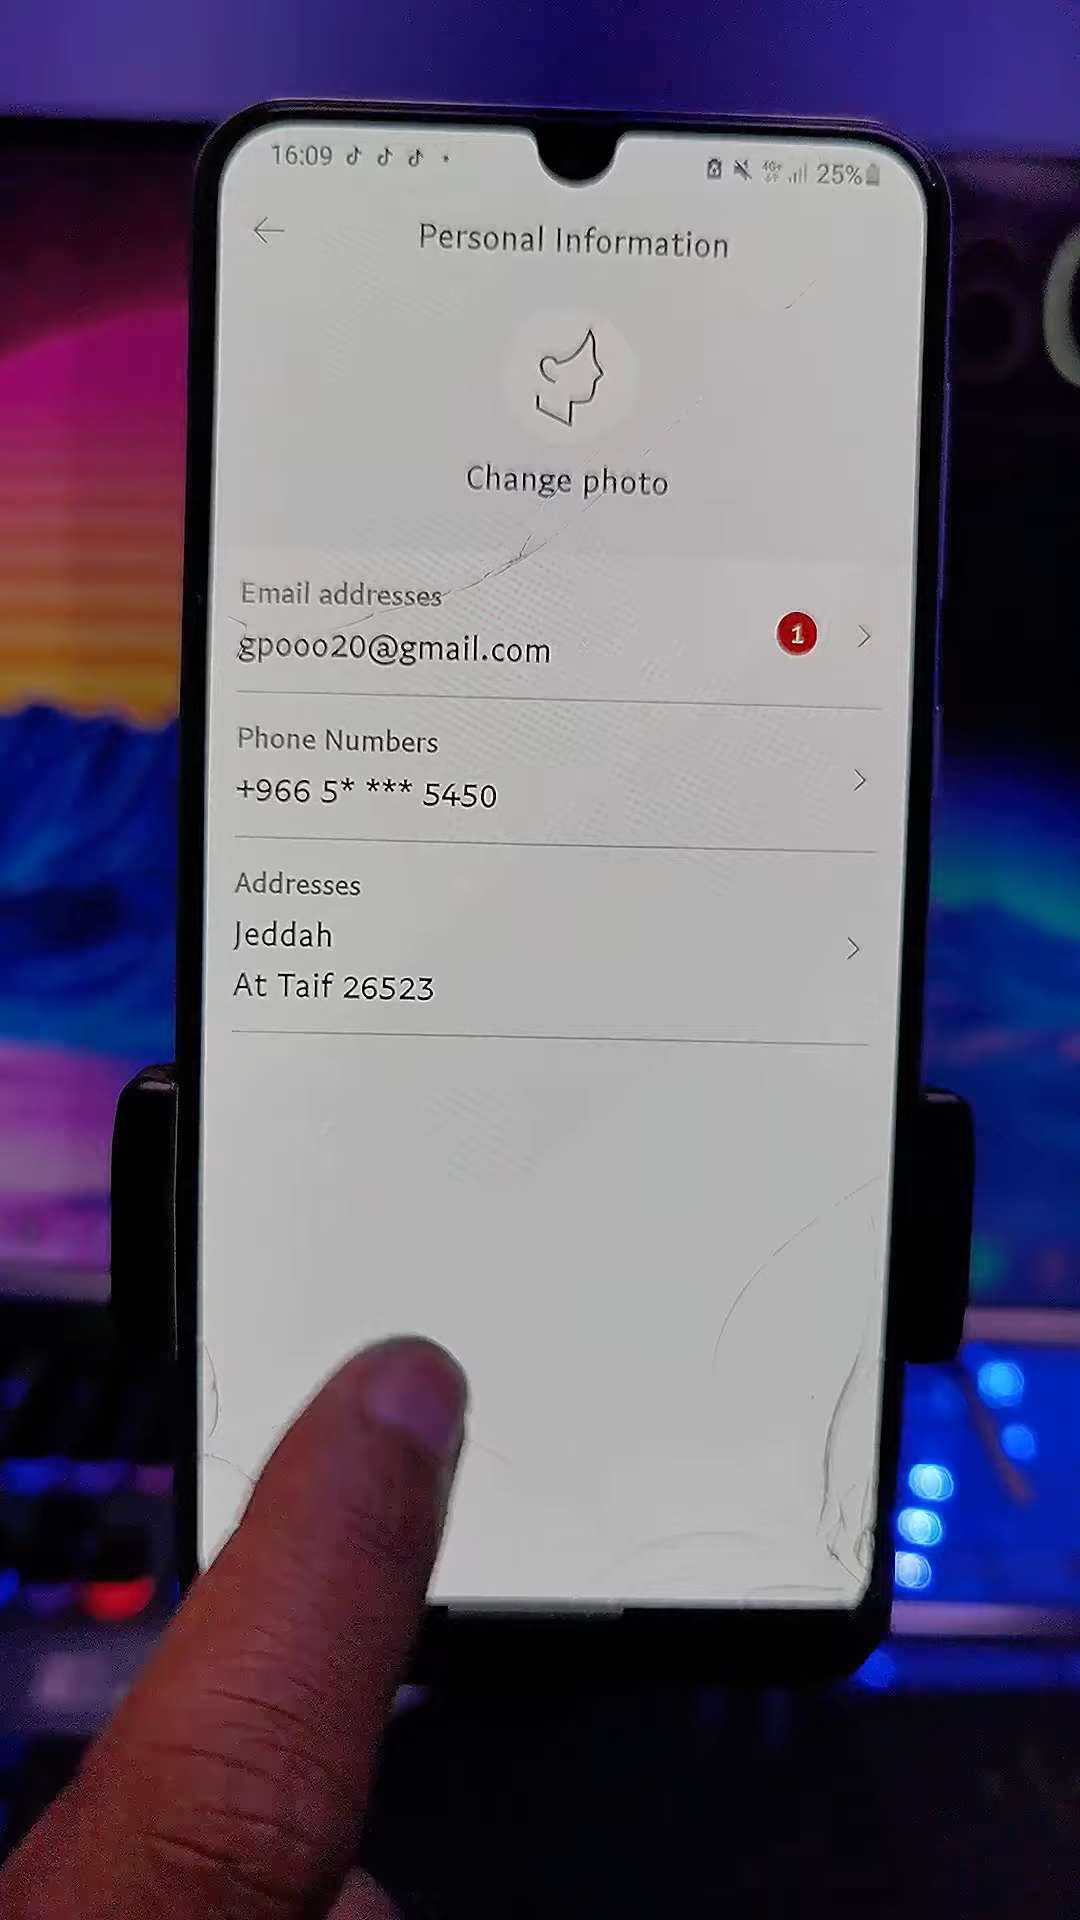 16:09
4G+
25%
Personal Information
Change photo
Email addresses
gpooo20@gmail.com
1
Phone Numbers
+966 5* *** 5450
Addresses
Jeddah
At Taif 26523